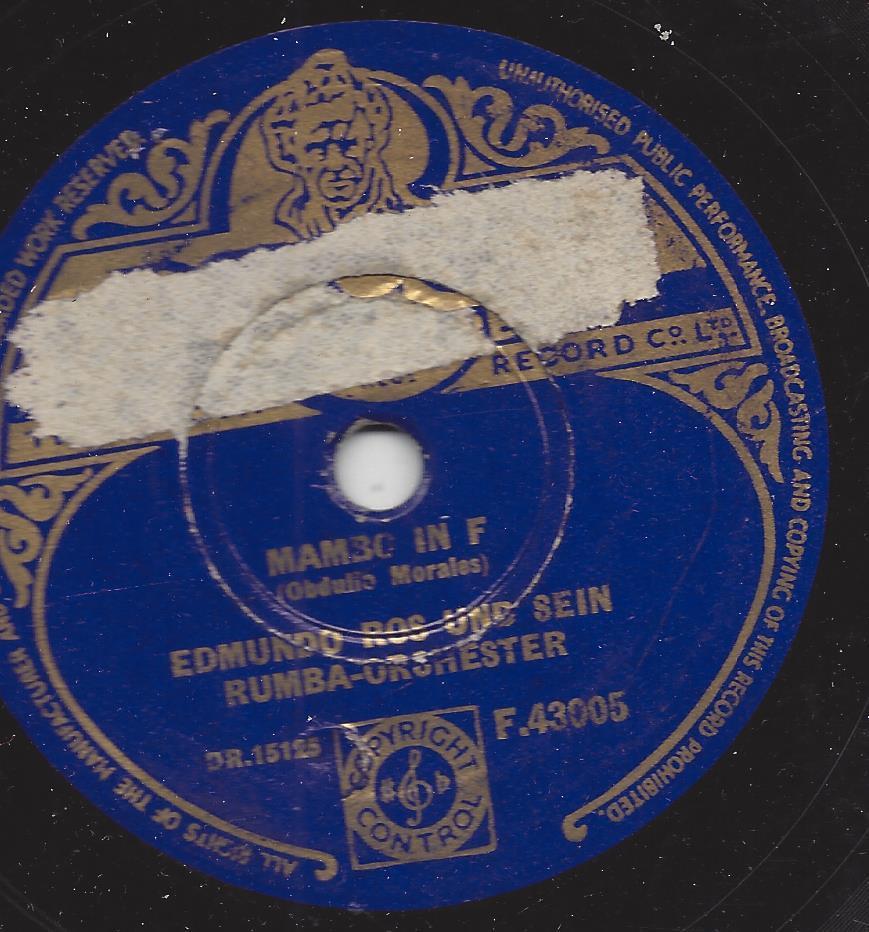 ALL RIGHTS OF THE MANUFACTURER AND
WORK RESERVED
UNAUTHORISED PUBLIC PERFORMANCE. BROADCASTING AND COPYING OF THIS RECORD PROHIBITED.
RECORD Co. LTD.
MAMBO IN F
(Obdulio Morales)
EDMUNDO ROS UND SEIN
RUMBA-ORCHESTER
DR.15125
F.43005
COPYRIGHT
CONTROL